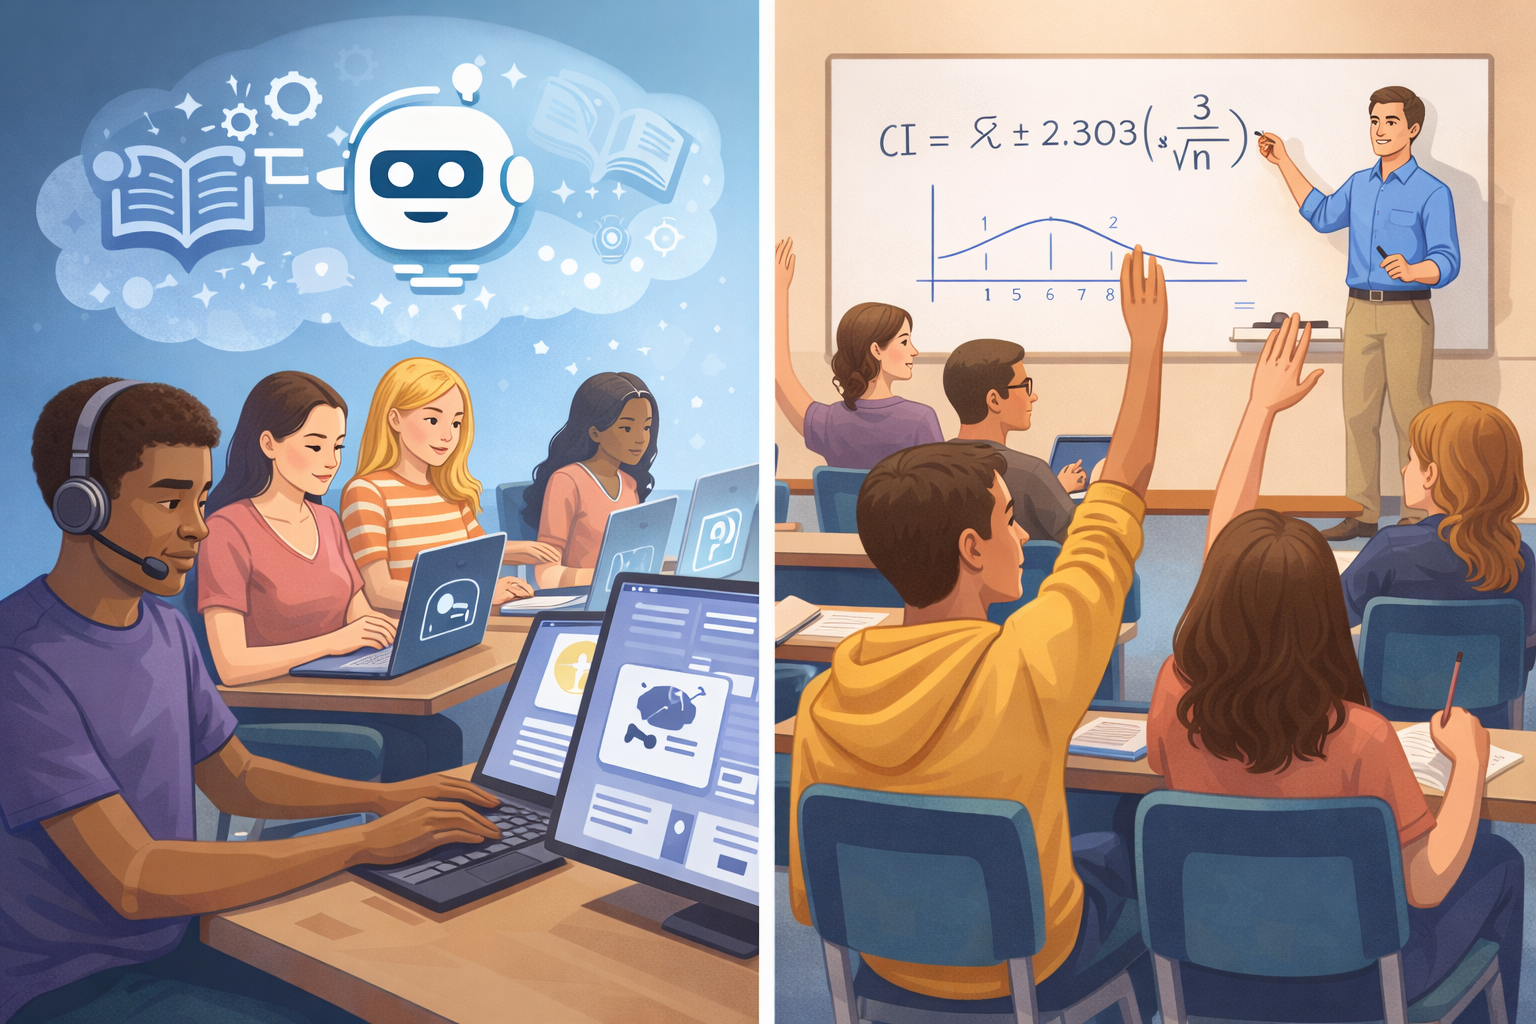 CI = x̄ ± 2.303( 3
√n )
1 2
1 5 6 7 8